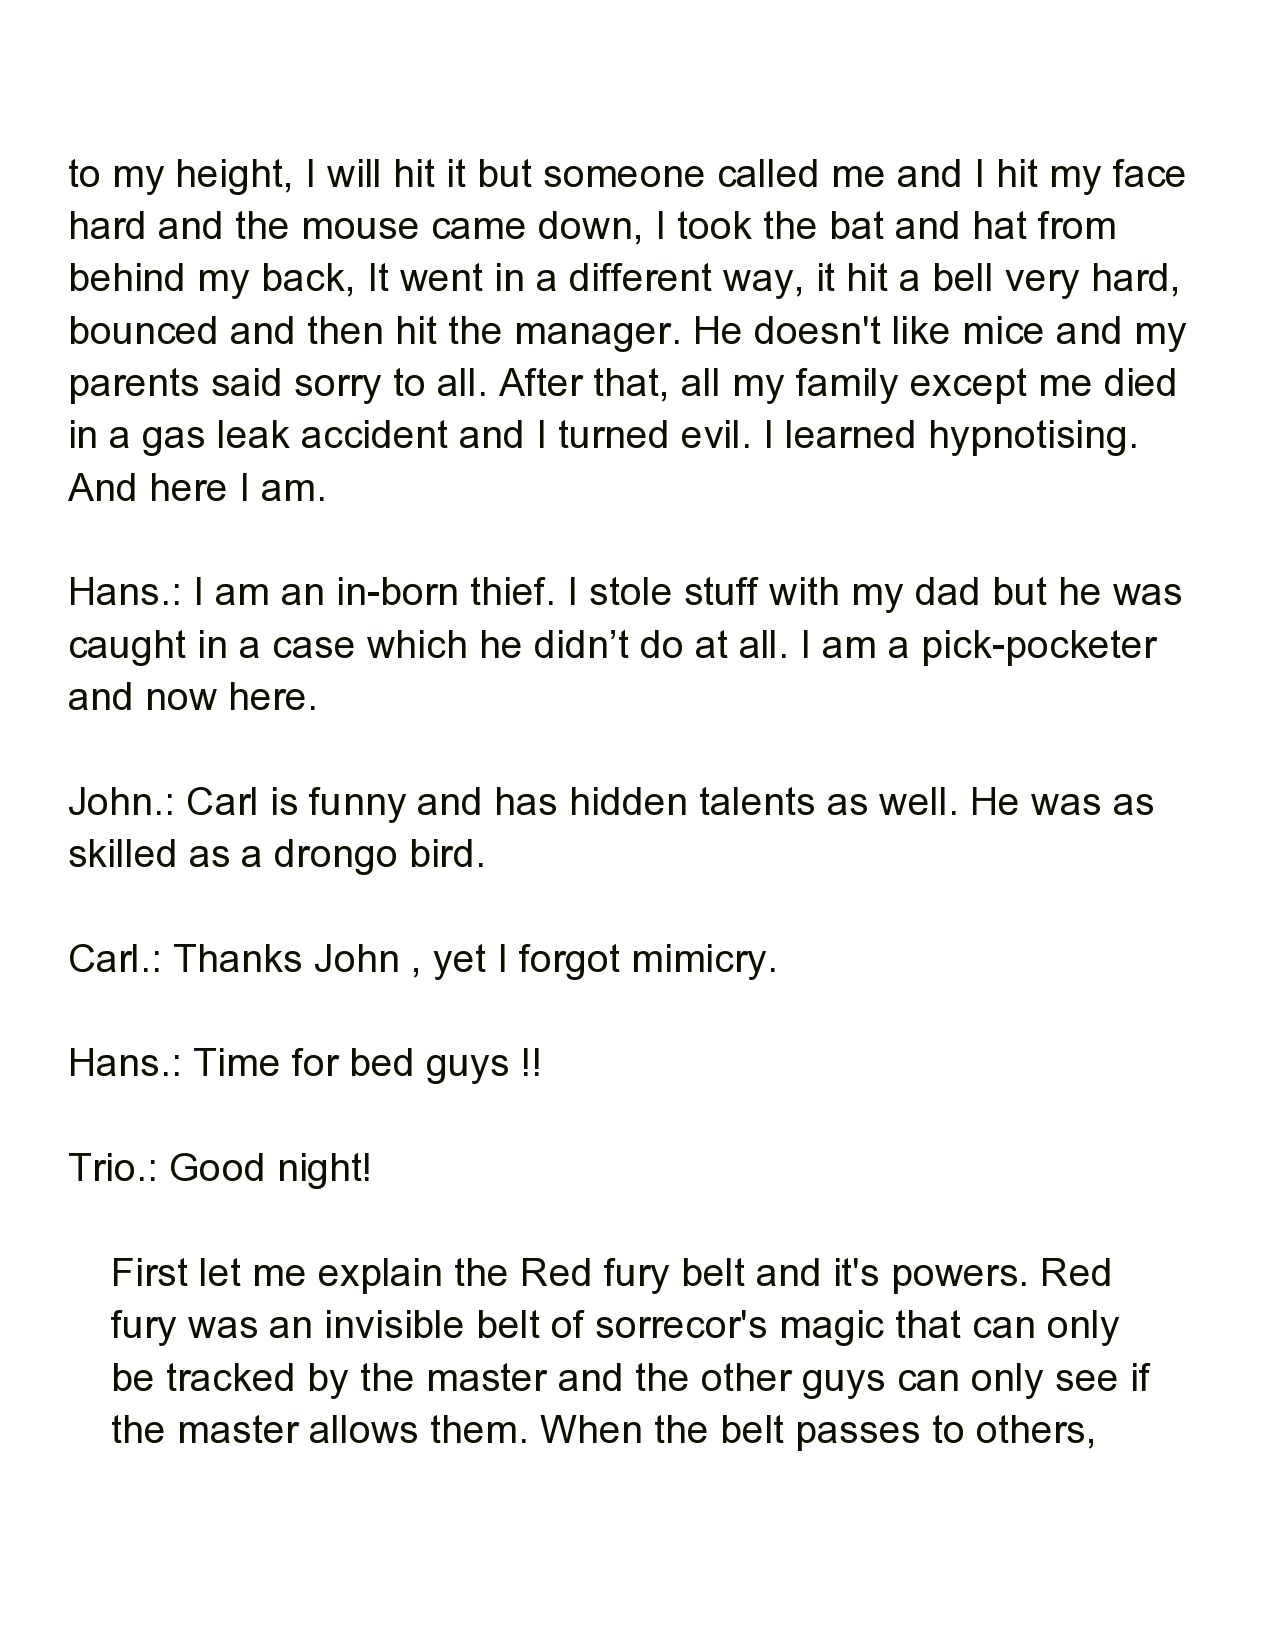 to my height, I will hit it but someone called me and I hit my face
hard and the mouse came down, I took the bat and hat from
behind my back, It went in a different way, it hit a bell very hard,
bounced and then hit the manager. He doesn't like mice and my
parents said sorry to all. After that, all my family except me died
in a gas leak accident and I turned evil. I learned hypnotising.
And here I am.
Hans.: I am an in-born thief. I stole stuff with my dad but he was
caught in a case which he didn’t do at all. I am a pick-pocketer
and now here.
John.: Carl is funny and has hidden talents as well. He was as
skilled as a drongo bird.
Carl.: Thanks John , yet I forgot mimicry.
Hans.: Time for bed guys !!
Trio.: Good night!
First let me explain the Red fury belt and it's powers. Red
fury was an invisible belt of sorrecor's magic that can only
be tracked by the master and the other guys can only see if
the master allows them. When the belt passes to others,